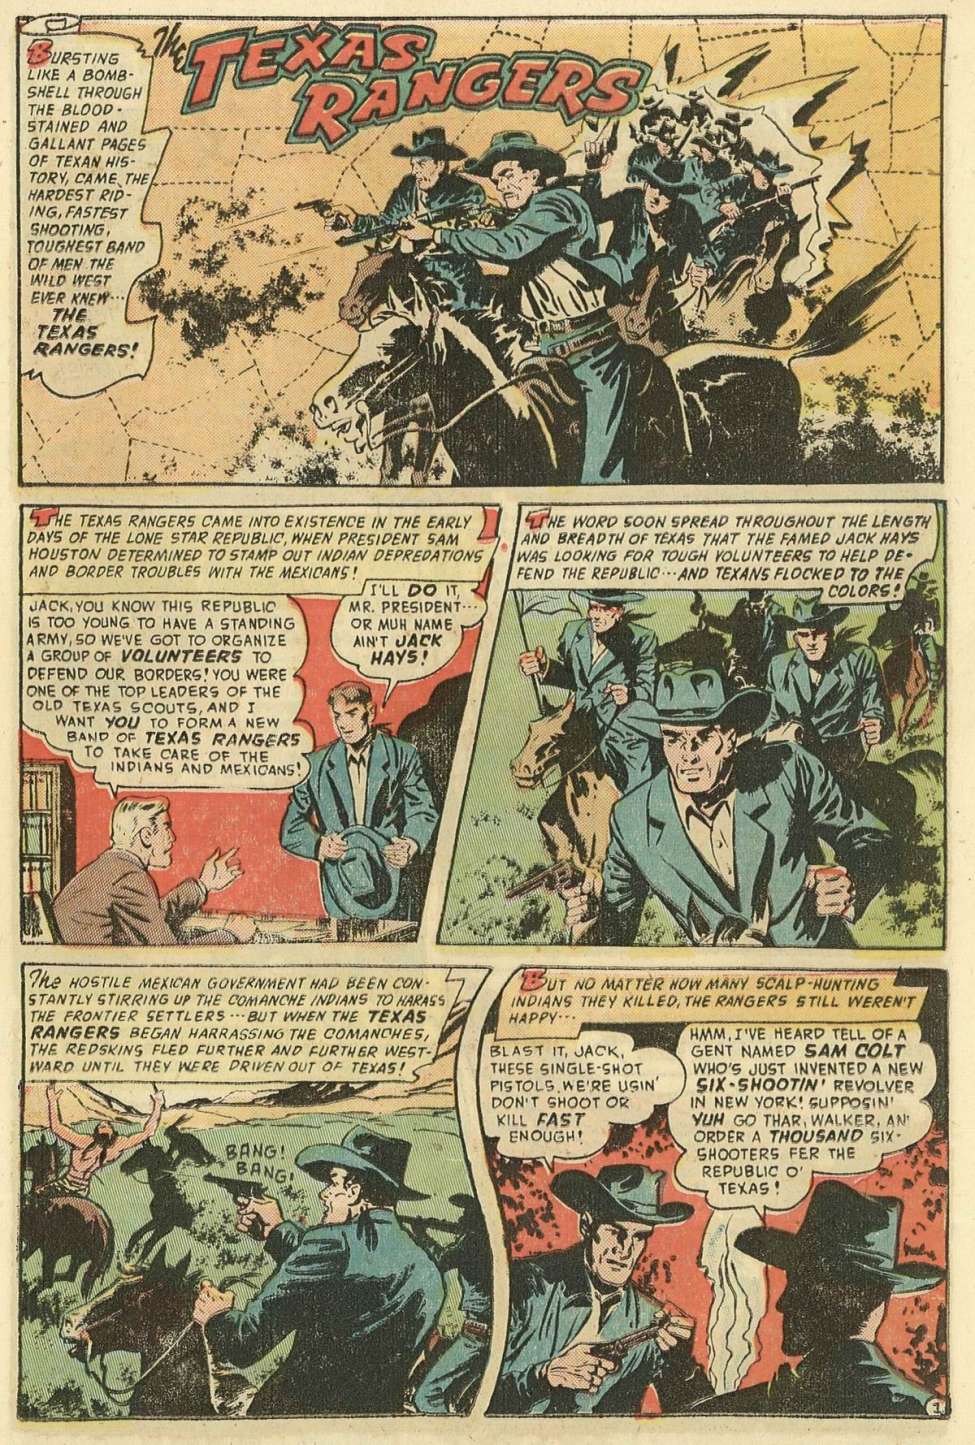 BURSTING
LIKE A BOMB-
SHELL THROUGH
THE BLOOD-
STAINED AND
GALLANT PAGES
OF TEXAN HIS-
TORY, CAME THE
HARDEST RID-
ING, FASTEST
SHOOTING,
TOUGHEST BAND
OF MEN THE
WILD WEST
EVER KNEW...
THE
TEXAS
RANGERS!
The TEXAS
RANGERS
THE TEXAS RANGERS CAME INTO EXISTENCE IN THE EARLY
DAYS OF THE LONE STAR REPUBLIC, WHEN PRESIDENT SAM
HOUSTON DETERMINED TO STAMP OUT INDIAN DEPREDATIONS
AND BORDER TROUBLES WITH THE MEXICANS!
JACK, YOU KNOW THIS REPUBLIC
IS TOO YOUNG TO HAVE A STANDING
ARMY, SO WE'VE GOT TO ORGANIZE
A GROUP OF VOLUNTEERS TO
DEFEND OUR BORDERS! YOU WERE
ONE OF THE TOP LEADERS OF THE
OLD TEXAS SCOUTS, AND I
WANT YOU TO FORM A NEW
BAND OF TEXAS RANGERS
TO TAKE CARE OF THE
INDIANS AND MEXICANS!
I'LL DO IT,
MR. PRESIDENT...
OR MUH NAME
AIN'T JACK
HAYS!
THE WORD SOON SPREAD THROUGHOUT THE LENGTH
AND BREADTH OF TEXAS THAT THE FAMED JACK HAYS
WAS LOOKING FOR TOUGH VOLUNTEERS TO HELP DE-
FEND THE REPUBLIC...AND TEXANS FLOCKED TO THE
COLORS!
The HOSTILE MEXICAN GOVERNMENT HAD BEEN CON-
STANTLY STIRRING UP THE COMANCHE INDIANS TO HARASS
THE FRONTIER SETTLERS...BUT WHEN THE TEXAS
RANGERS BEGAN HARRASSING THE COMANCHES,
THE REDSKINS FLED FURTHER AND FURTHER WEST-
WARD UNTIL THEY WERE DRIVEN OUT OF TEXAS!
BANG!
BANG!
BUT NO MATTER HOW MANY SCALP-HUNTING
INDIANS THEY KILLED, THE RANGERS STILL WEREN'T
HAPPY...
BLAST IT, JACK,
THESE SINGLE-SHOT
PISTOLS, WE'RE USIN'
DON'T SHOOT OR
KILL FAST
ENOUGH!
HMM, I'VE HEARD TELL OF A
GENT NAMED SAM COLT
WHO'S JUST INVENTED A NEW
SIX-SHOOTIN' REVOLVER
IN NEW YORK! SUPPOSIN'
YUH GO THAR, WALKER, AN'
ORDER A THOUSAND SIX-
SHOOTERS FER THE
REPUBLIC O'
TEXAS!
1